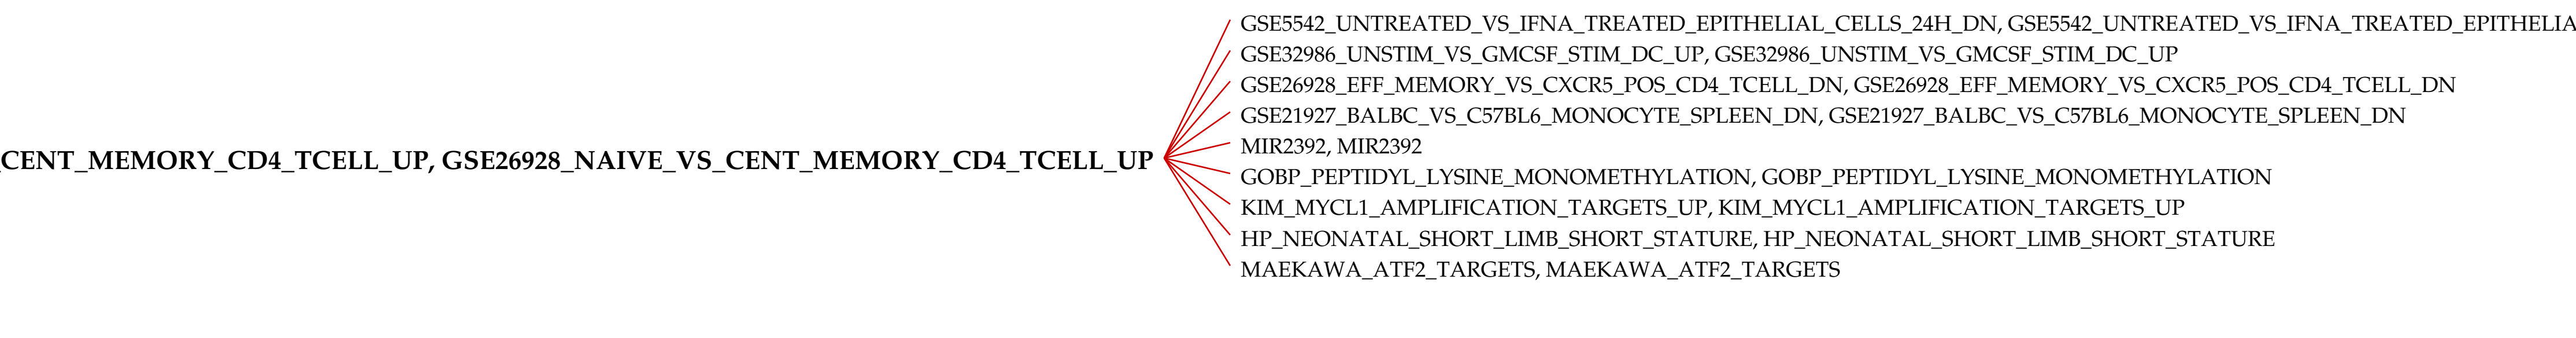 GSE5542_UNTREATED_VS_IFNA_TREATED_EPITHELIAL_CELLS_24H_DN, GSE5542_UNTREATED_VS_IFNA_TREATED_EPITHELIA
GSE32986_UNSTIM_VS_GMCSF_STIM_DC_UP, GSE32986_UNSTIM_VS_GMCSF_STIM_DC_UP
GSE26928_EFF_MEMORY_VS_CXCR5_POS_CD4_TCELL_DN, GSE26928_EFF_MEMORY_VS_CXCR5_POS_CD4_TCELL_DN
GSE21927_BALBC_VS_C57BL6_MONOCYTE_SPLEEN_DN, GSE21927_BALBC_VS_C57BL6_MONOCYTE_SPLEEN_DN
MIR2392, MIR2392
_CENT_MEMORY_CD4_TCELL_UP, GSE26928_NAIVE_VS_CENT_MEMORY_CD4_TCELL_UP
GOBP_PEPTIDYL_LYSINE_MONOMETHYLATION, GOBP_PEPTIDYL_LYSINE_MONOMETHYLATION
KIM_MYCL1_AMPLIFICATION_TARGETS_UP, KIM_MYCL1_AMPLIFICATION_TARGETS_UP
HP_NEONATAL_SHORT_LIMB_SHORT_STATURE, HP_NEONATAL_SHORT_LIMB_SHORT_STATURE
MAEKAWA_ATF2_TARGETS, MAEKAWA_ATF2_TARGETS